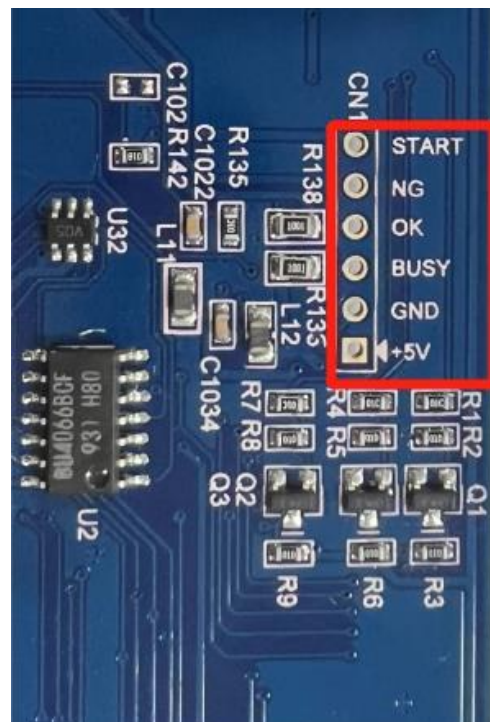 CN1
START
NG
OK
BUSY
GND
+5V
C102
R142
C1022
R135
R138
R135
U32
L11
L12
C1034
BU4066BCF
931 H80
U2
R7
R8
R4
R5
R1
R2
Q3
Q2
Q1
R9
R6
R3